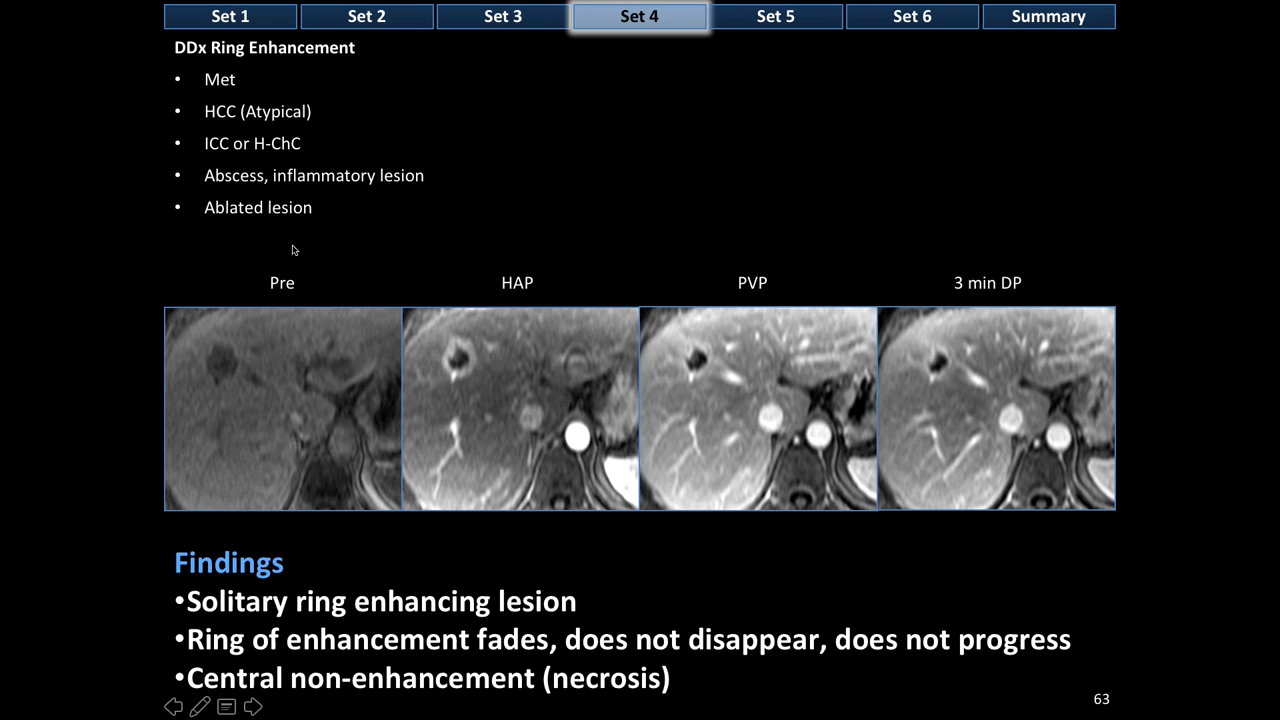 Set 1 Set 2 Set 3 Set 4 Set 5 Set 6 Summary
DDx Ring Enhancement
• Met
• HCC (Atypical)
• ICC or H-ChC
• Abscess, inflammatory lesion
• Ablated lesion
Pre HAP PVP 3 min DP
Findings
•Solitary ring enhancing lesion
•Ring of enhancement fades, does not disappear, does not progress
•Central non-enhancement (necrosis)
63